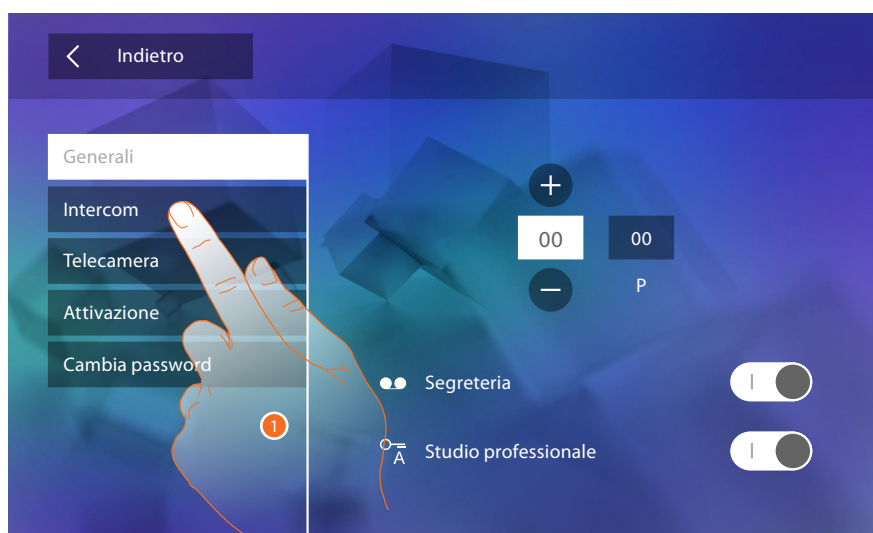 Indietro
Generali
Intercom
Telecamera
Attivazione
Cambia password
1
00 00
P
Segreteria
A Studio professionale